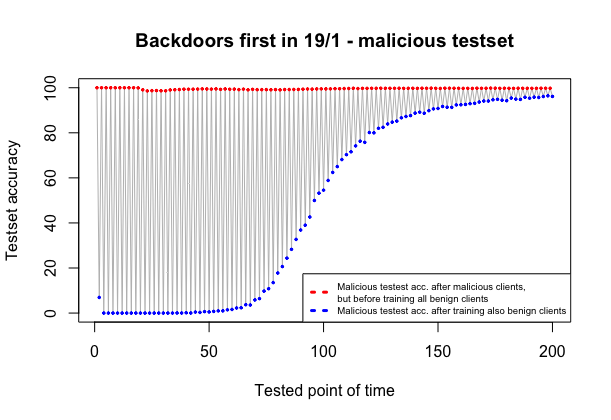 Backdoors first in 19/1 - malicious testset
Testset accuracy
100
80
60
40
20
0
Malicious testest acc. after malicious clients,
but before training all benign clients
Malicious testest acc. after training also benign clients
0
50
100
150
200
Tested point of time